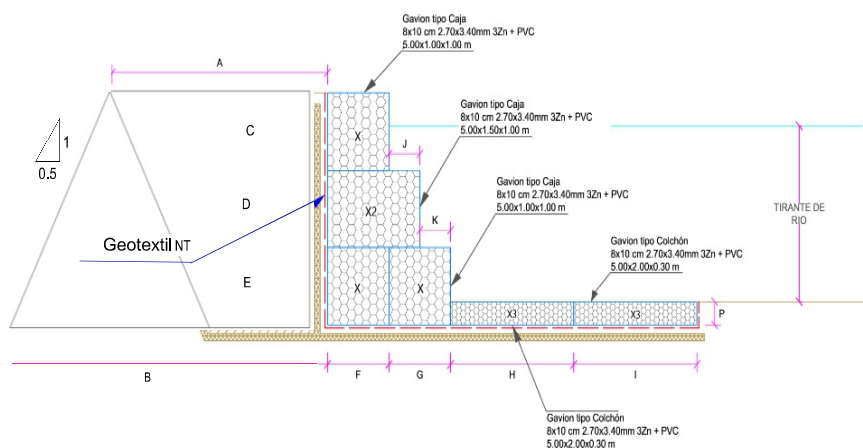 Gavion tipo Caja
8x10 cm 2.70x3.40mm 3Zn + PVC
5.00x1.00x1.00 m
A
Gavion tipo Caja
8x10 cm 2.70x3.40mm 3Zn + PVC
5.00x1.50x1.00 m
C
1
0.5
X
J
Gavion tipo Caja
8x10 cm 2.70x3.40mm 3Zn + PVC
5.00x1.00x1.00 m
D
X2
K
TIRANTE DE
RIO
Geotextil NT
Gavion tipo Colchón
8x10 cm 2.70x3.40mm 3Zn + PVC
5.00x2.00x0.30 m
E
X
X
X3
X3
P
B
F
G
H
I
Gavion tipo Colchón
8x10 cm 2.70x3.40mm 3Zn + PVC
5.00x2.00x0.30 m